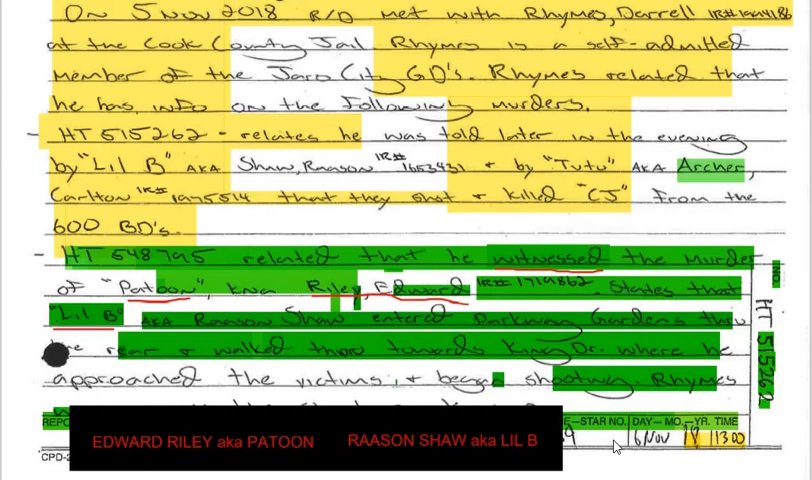 On 5 Nov 2018 R/D met with Rhymes, Darrell IR#
at the Cook County Jail Rhymes is a self-admitted
member of the Jaro City GD's. Rhymes related that
he has info on the following murders.
- HT 515262 - relates he was told later in the evening
by "Lil B" AKA Shaw, Raason IR# 1653431 + by "Tutu" AKA Archer,
Carlton IR# that they shot + killed "CJ" from the
600 BD's.
- HT 548795 related that he witnessed the murder
of "Patoon", kna Riley, Edward IR# 1719862 States that
"Lil B" AKA Raason Shaw entered Parkway Gardens thru
the rear + walked thru towards King Dr. where he
approached the victims, + began shooting. Rhymes
REPO
E-STAR NO. DAY-MO.-YR. TIME
9 16 Nov 18 1300
CPD-2
EDWARD RILEY aka PATOON RAASON SHAW aka LIL B
NO.
HT 515262